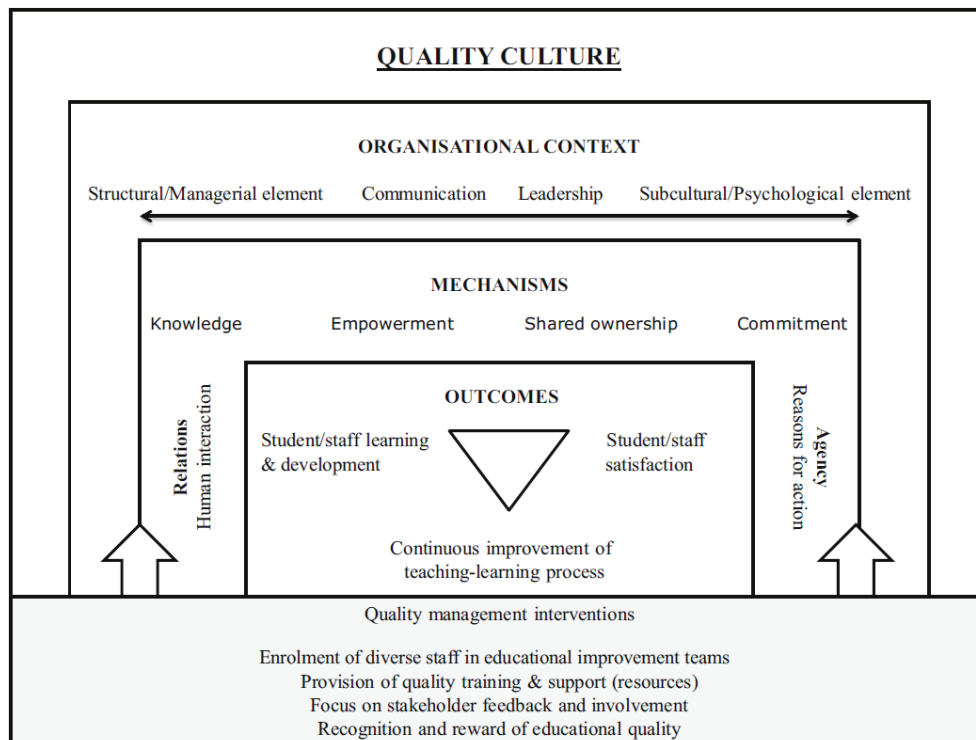 QUALITY CULTURE
ORGANISATIONAL CONTEXT
Structural/Managerial element Communication Leadership Subcultural/Psychological element
MECHANISMS
Knowledge Empowerment Shared ownership Commitment
Relations
Human interaction
OUTCOMES
Student/staff learning
& development
Student/staff
satisfaction
Continuous improvement of
teaching-learning process
Agency
Reasons for action
Quality management interventions
Enrolment of diverse staff in educational improvement teams
Provision of quality training & support (resources)
Focus on stakeholder feedback and involvement
Recognition and reward of educational quality